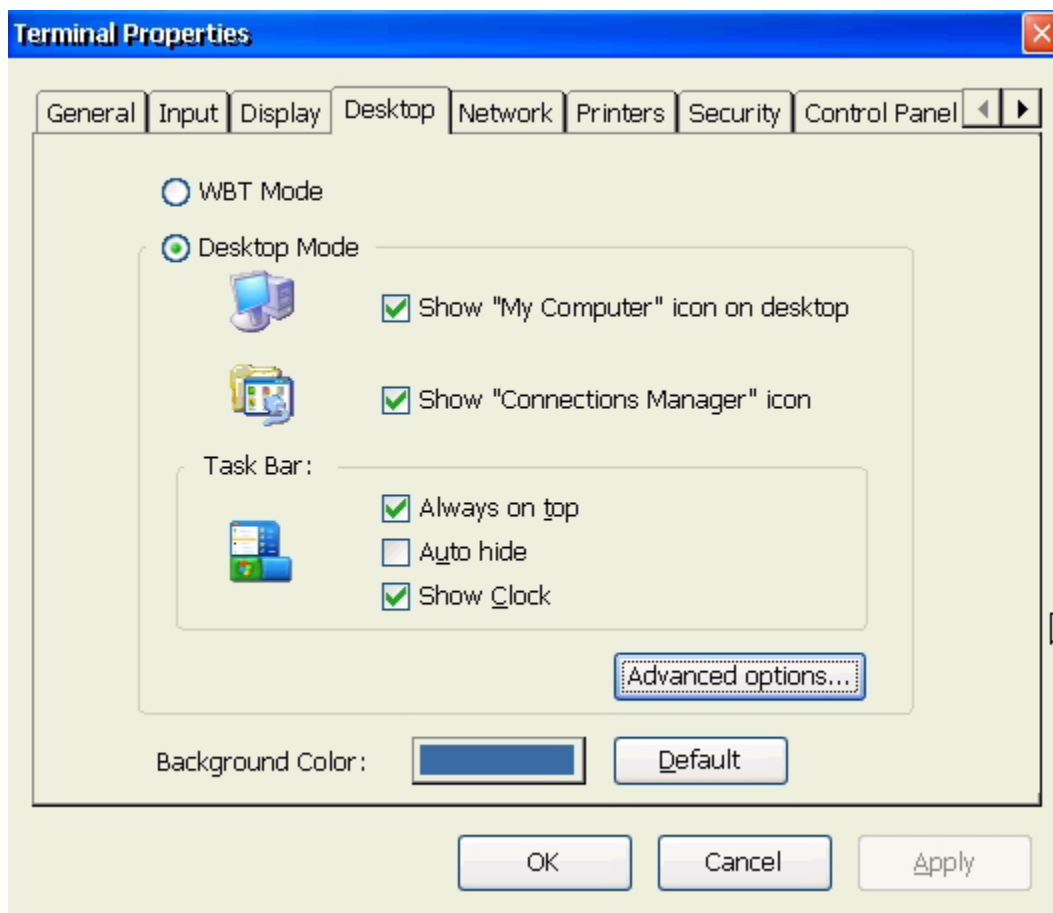 Terminal Properties
General Input Display Desktop Network Printers Security Control Panel
WBT Mode
Desktop Mode
Show "My Computer" icon on desktop
Show "Connections Manager" icon
Task Bar:
Always on top
Auto hide
Show Clock
Advanced options...
Background Color: Default
OK Cancel Apply